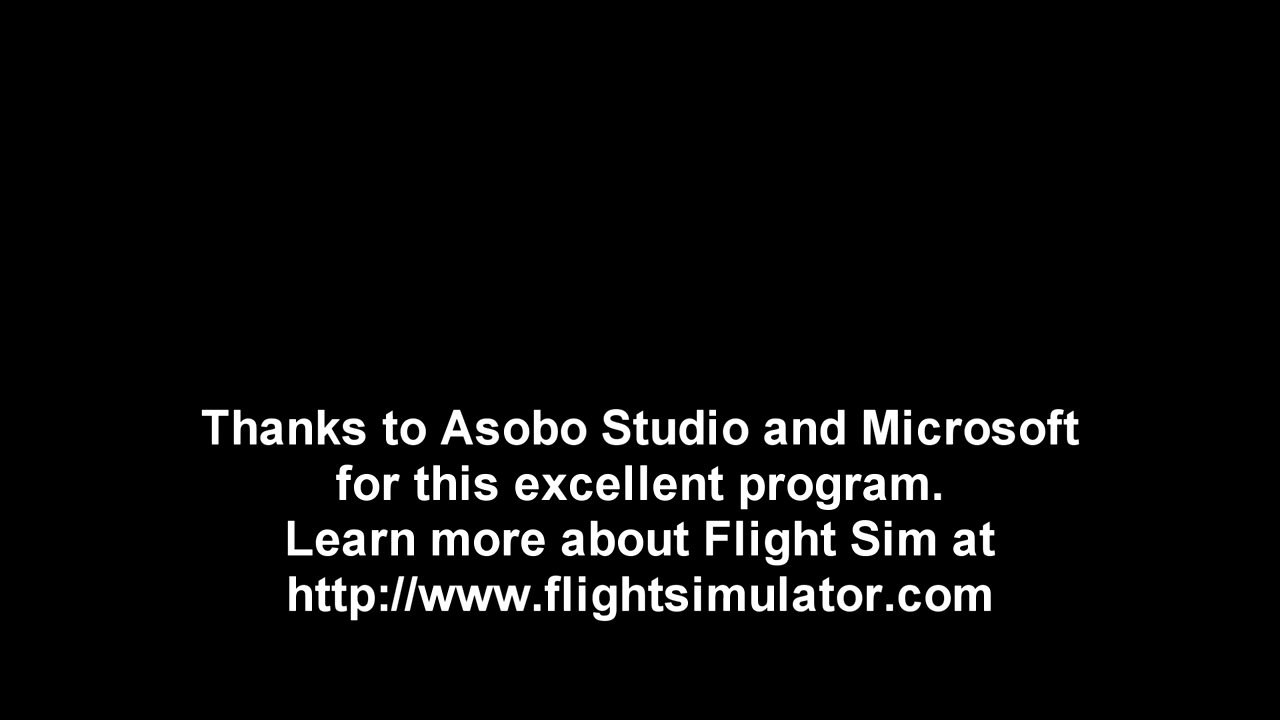 Thanks to Asobo Studio and Microsoft
for this excellent program.
Learn more about Flight Sim at
http://www.flightsimulator.com